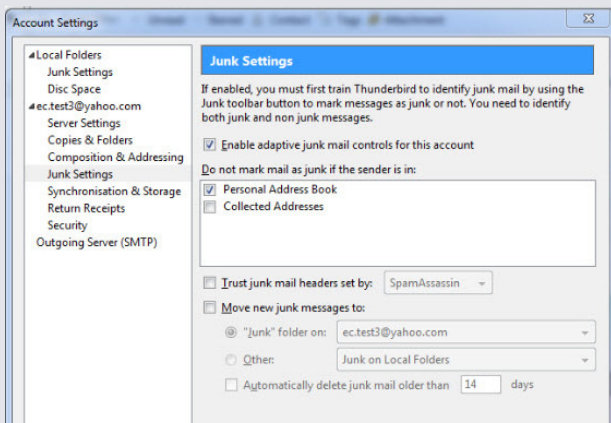 Account Settings
Local Folders
Junk Settings
Disc Space
ec.test3@yahoo.com
Server Settings
Copies & Folders
Composition & Addressing
Junk Settings
Synchronisation & Storage
Return Receipts
Security
Outgoing Server (SMTP)
Junk Settings
If enabled, you must first train Thunderbird to identify junk mail by using the
Junk toolbar button to mark messages as junk or not. You need to identify
both junk and non junk messages.
Enable adaptive junk mail controls for this account
Do not mark mail as junk if the sender is in:
Personal Address Book
Collected Addresses
Trust junk mail headers set by: SpamAssassin
Move new junk messages to:
"Junk" folder on: ec.test3@yahoo.com
Other: Junk on Local Folders
Automatically delete junk mail older than 14 days